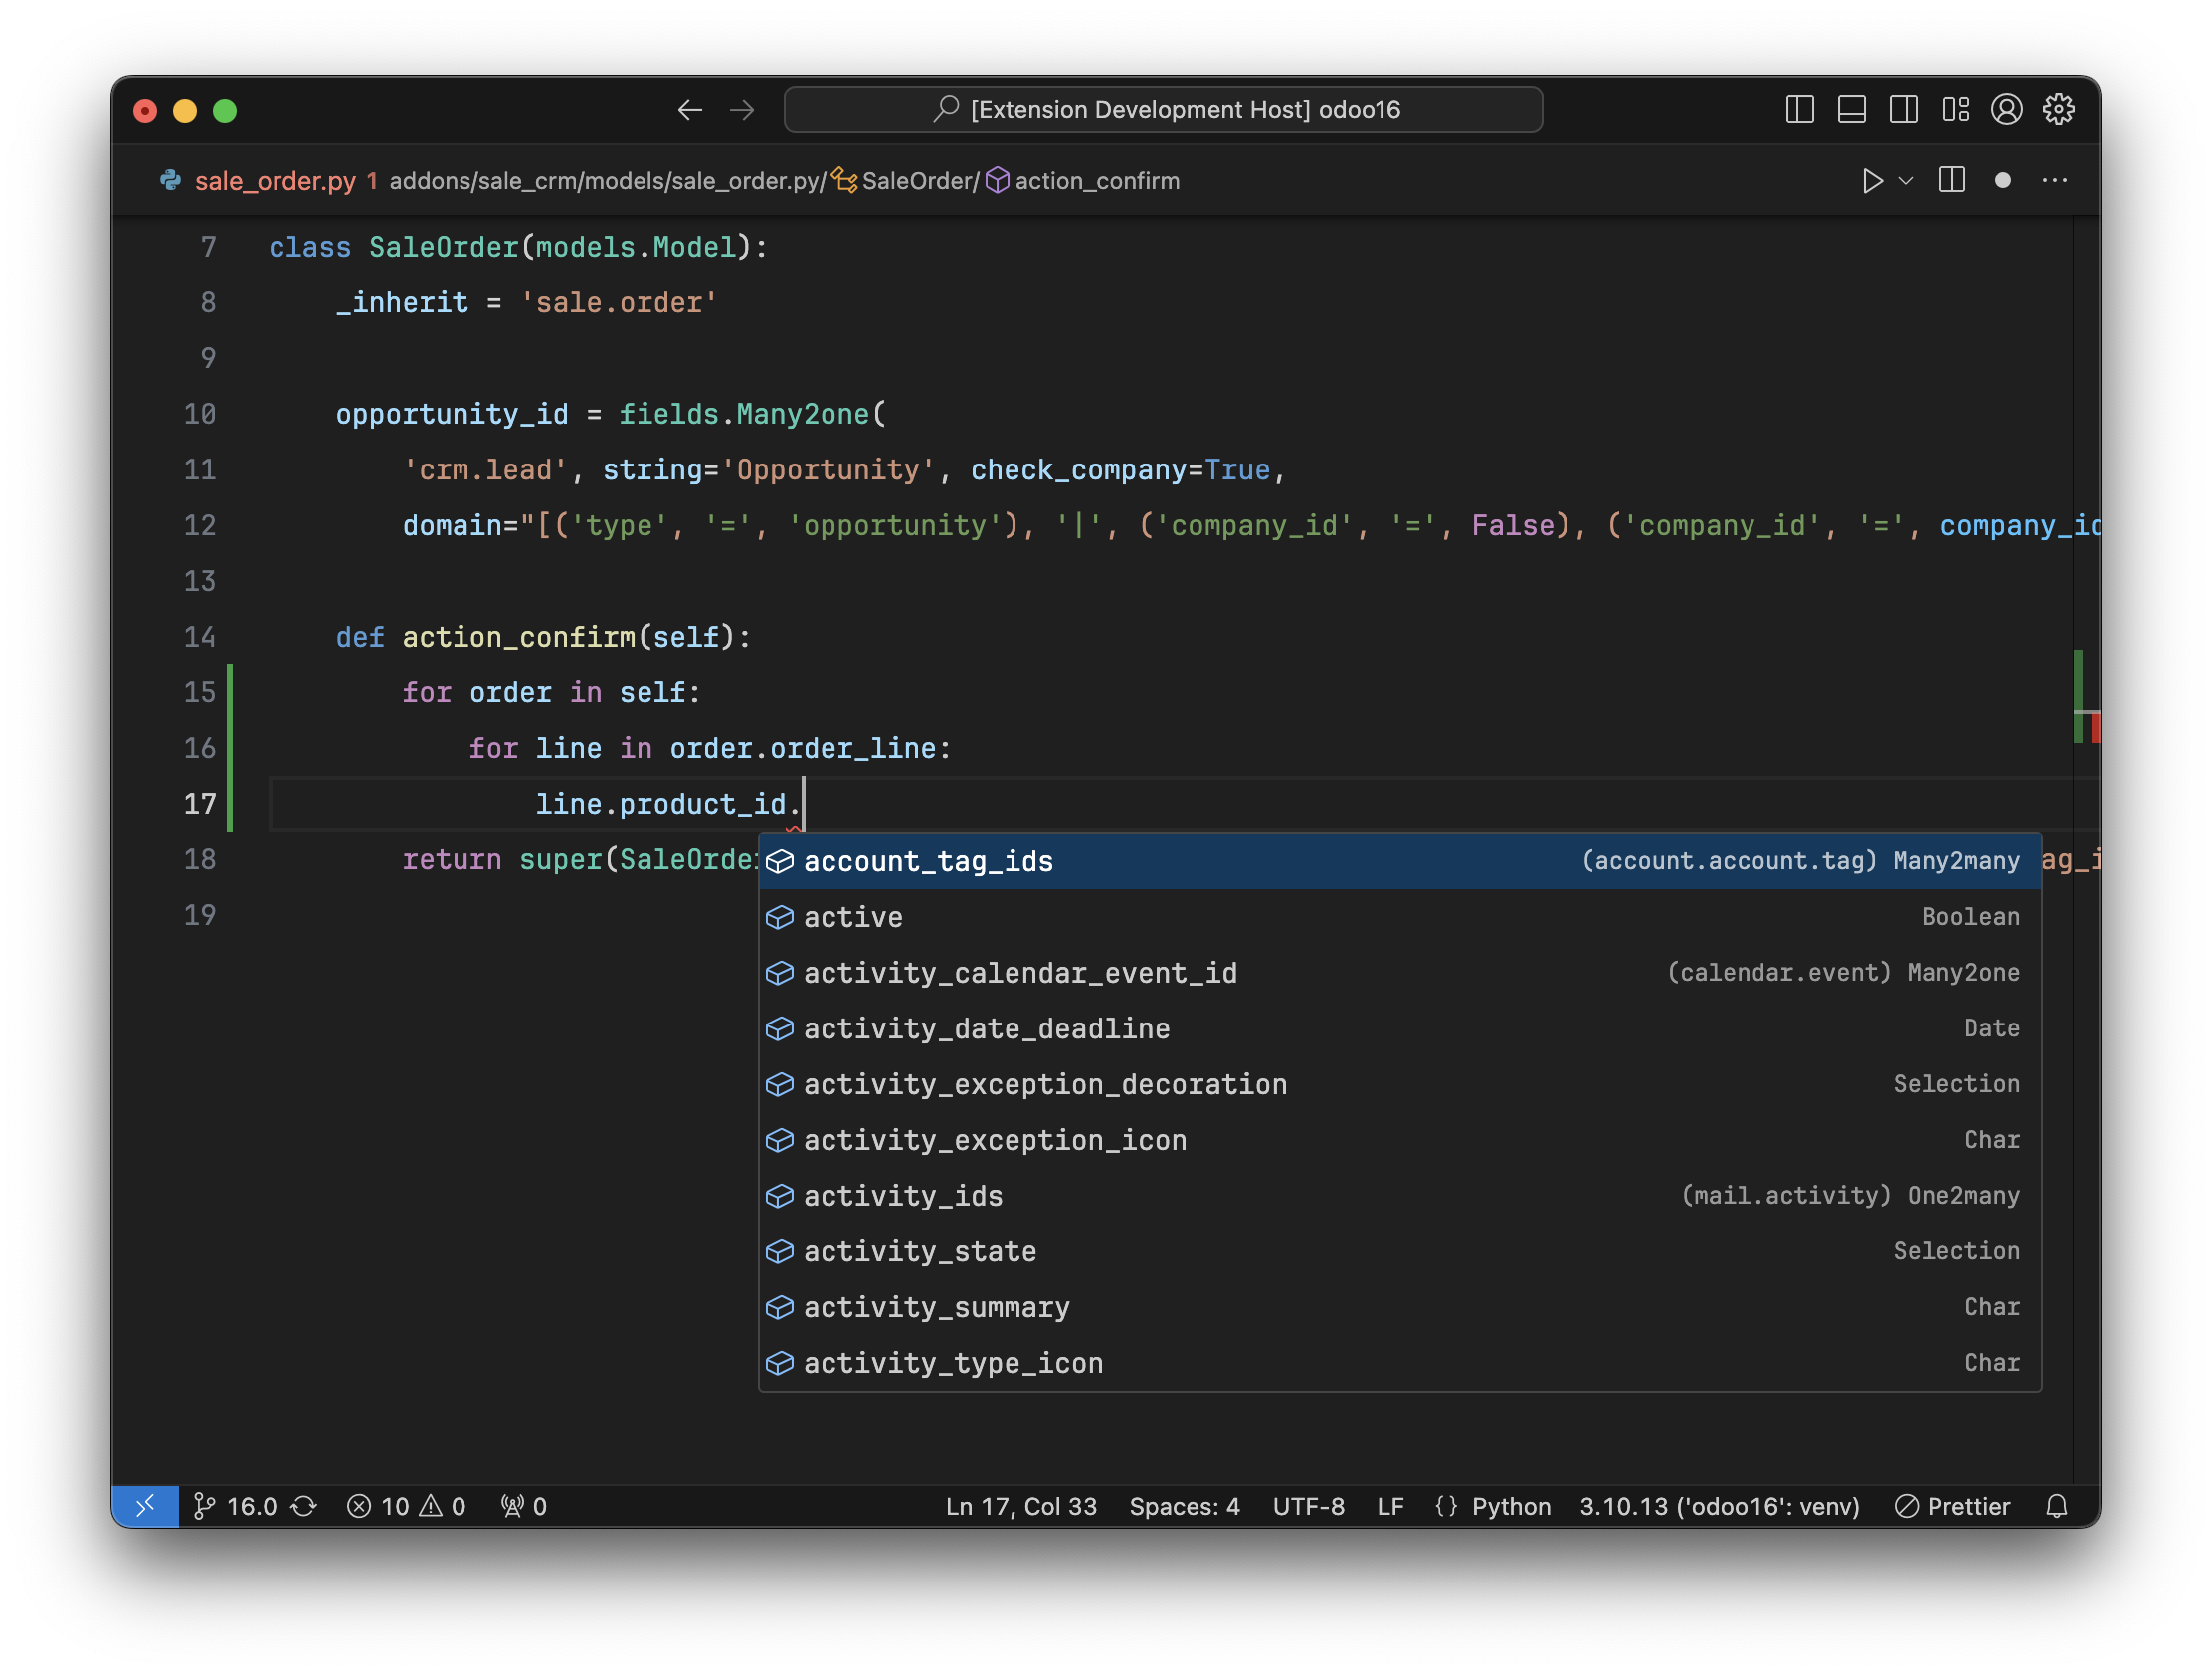 [Extension Development Host] odoo16
sale_order.py 1 addons/sale_crm/models/sale_order.py/ SaleOrder/ action_confirm
7 class SaleOrder(models.Model):
8 _inherit = 'sale.order'
9
10 opportunity_id = fields.Many2one(
11 'crm.lead', string='Opportunity', check_company=True,
12 domain="[('type', '=', 'opportunity'), '|', ('company_id', '=', False), ('company_id', '=', company_id
13
14 def action_confirm(self):
15 for order in self:
16 for line in order.order_line:
17 line.product_id.
18 return super(SaleOrder ag_i
19
account_tag_ids (account.account.tag) Many2many
active Boolean
activity_calendar_event_id (calendar.event) Many2one
activity_date_deadline Date
activity_exception_decoration Selection
activity_exception_icon Char
activity_ids (mail.activity) One2many
activity_state Selection
activity_summary Char
activity_type_icon Char
16.0 10 0 0 Ln 17, Col 33 Spaces: 4 UTF-8 LF {} Python 3.10.13 ('odoo16': venv) Prettier